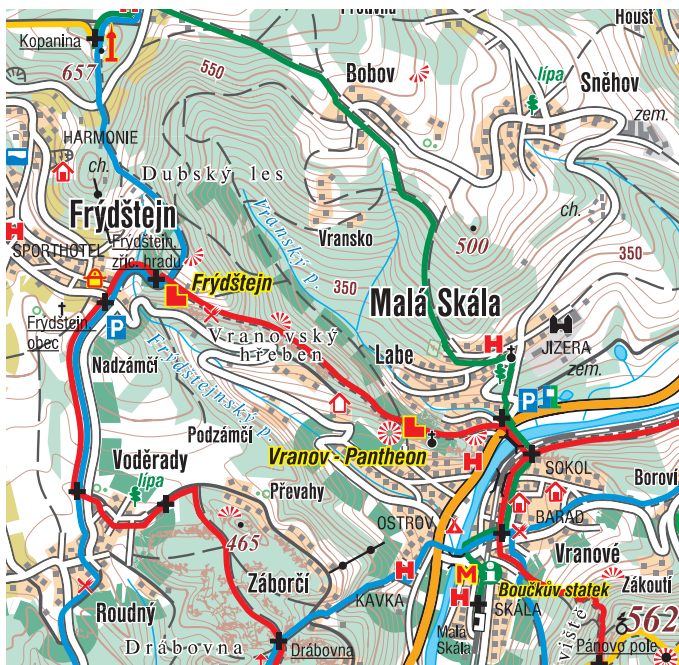 Houšť
Kopanina
657
550
Bobov
lípa
Sněhov
zem.
HARMONIE
ch.
Dubský les
Frýdštejn
Vranský p.
ch.
SPORTHOTEL
Frýdštejn,
zříc. hradu
Vransko
500
350
Frýdštejn
350
Malá Skála
Frýdštejn,
obec
P
Vranovský
hřeben
H
JIZERA
Labe
zem.
Nadzámčí
Frýdštejnský p.
P
Podzámčí
Vranov - Pantheon
H
Voděrady
lípa
SOKOL
Převahy
Boroví
OSTROV
BARAD
465
Vranové
Záborčí
H
M
Boučkův statek
Zákoutí
KAVKA
H
SKÁLA
Roudný
Malá
Skála
562
Drábovna
Drábovna
viště
Pánovo pole